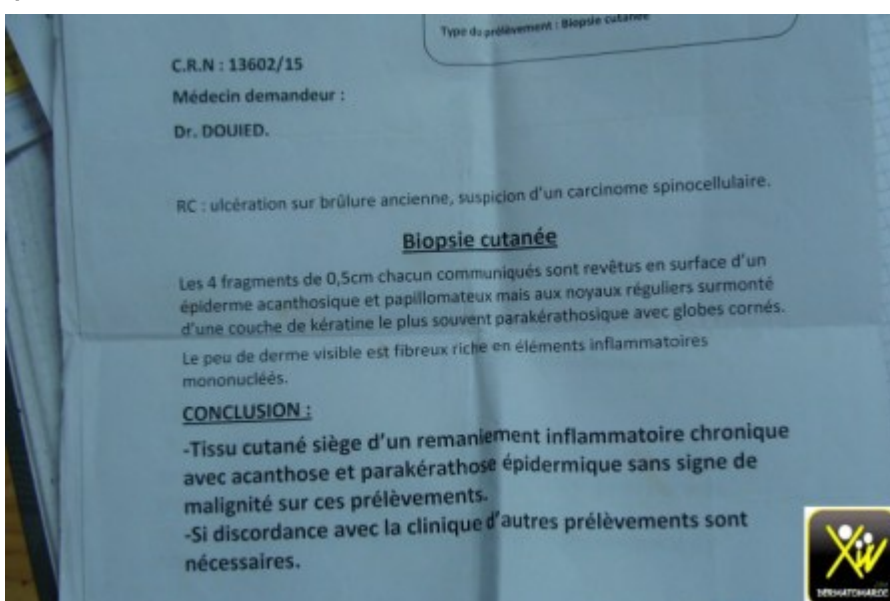 Type du prélèvement : Biopsie cutanée
C.R.N : 13602/15
Médecin demandeur :
Dr. DOUIED.
RC : ulcération sur brûlure ancienne, suspicion d'un carcinome spinocellulaire.
Biopsie cutanée
Les 4 fragments de 0,5cm chacun communiqués sont revêtus en surface d'un
épiderme acanthosique et papillomateux mais aux noyaux réguliers surmonté
d'une couche de kératine le plus souvent parakérathosique avec globes cornés.
Le peu de derme visible est fibreux riche en éléments inflammatoires
mononucléés.
CONCLUSION :
-Tissu cutané siège d'un remaniement inflammatoire chronique
avec acanthose et parakérathose épidermique sans signe de
malignité sur ces prélèvements.
-Si discordance avec la clinique d'autres prélèvements sont
nécessaires.
DERMATOMAROC